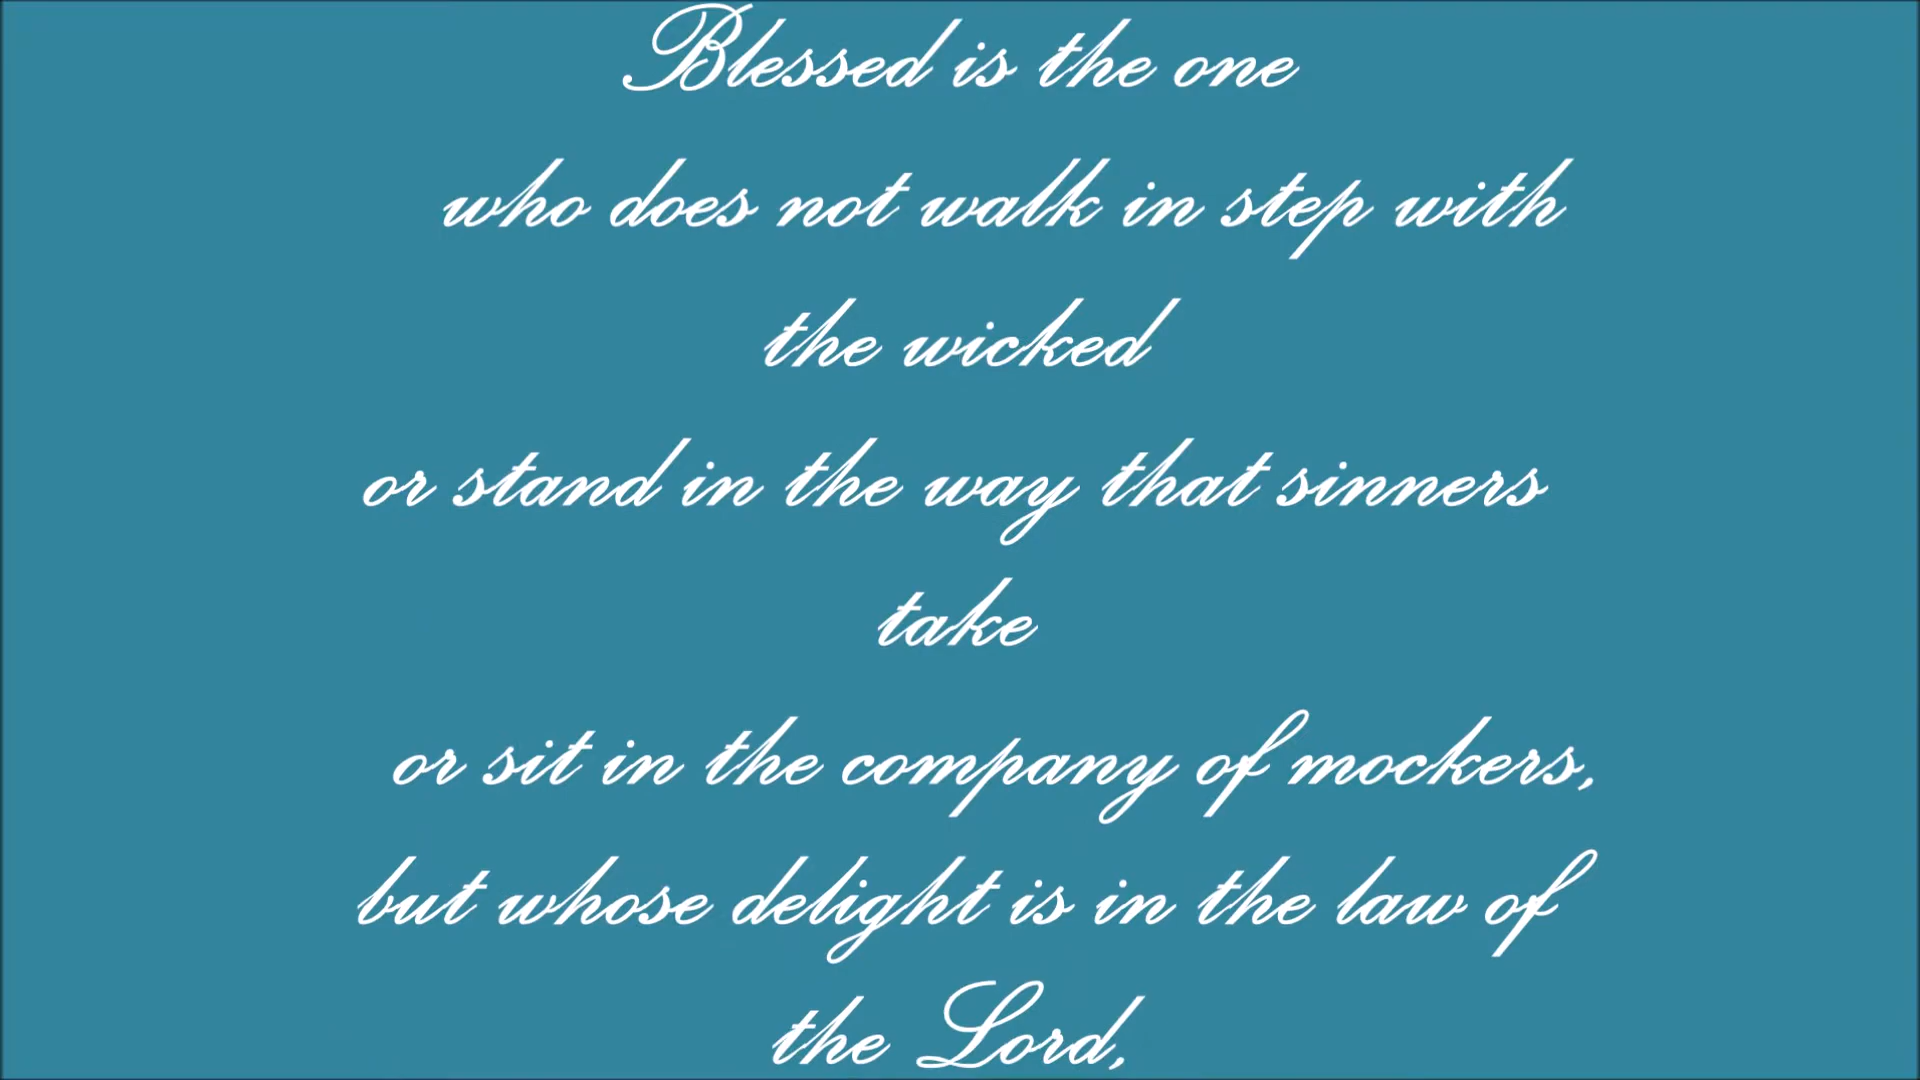 Blessed is the one
who does not walk in step with
the wicked
or stand in the way that sinners
take
or sit in the company of mockers,
but whose delight is in the law of
the Lord,